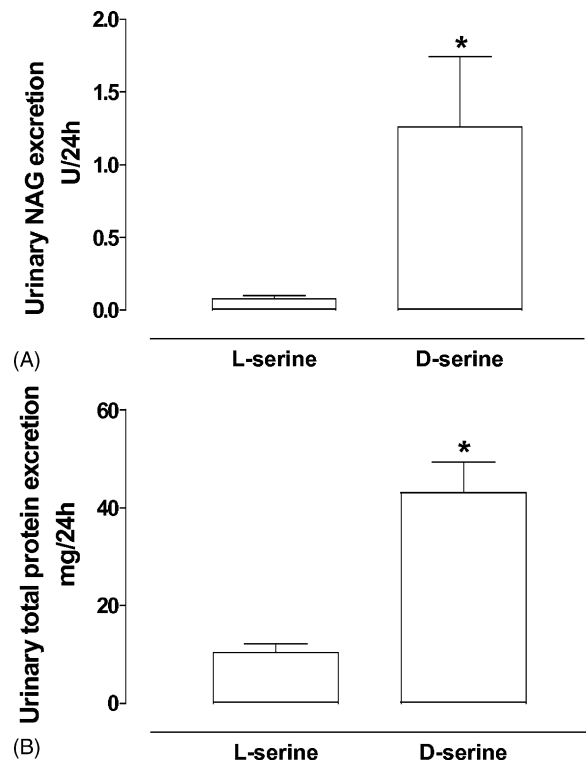 Urinary NAG excretion
U/24h
2.0
1.5
1.0
0.5
0.0
*
L-serine D-serine
(A)
Urinary total protein excretion
mg/24h
60
40
20
0
*
L-serine D-serine
(B)